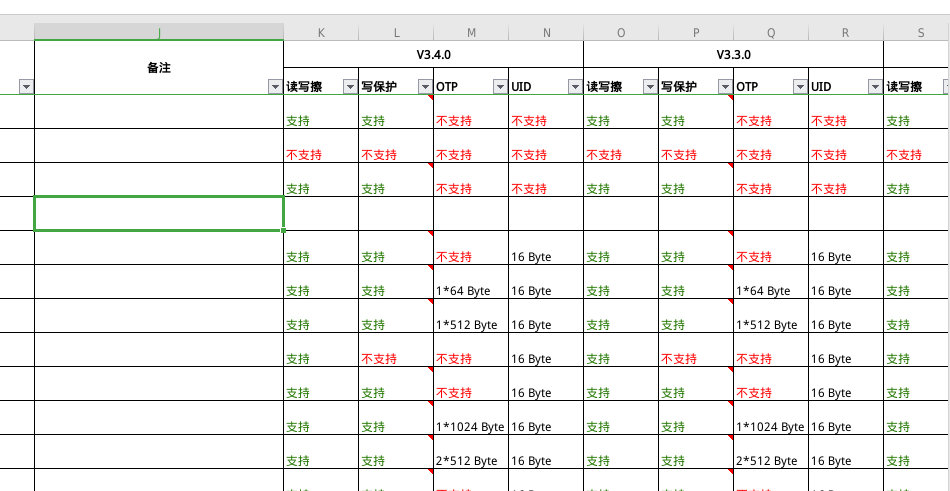 J K L M N O P Q R S
备注 V3.4.0 V3.3.0
读写擦 写保护 OTP UID 读写擦 写保护 OTP UID 读写擦
支持 支持 不支持 不支持 支持 支持 不支持 不支持 支持
不支持 不支持 不支持 不支持 不支持 不支持 不支持 不支持 不支持
支持 支持 不支持 不支持 支持 支持 不支持 不支持 支持
支持 支持 不支持 16 Byte 支持 支持 不支持 16 Byte 支持
支持 支持 1*64 Byte 16 Byte 支持 支持 1*64 Byte 16 Byte 支持
支持 支持 1*512 Byte 16 Byte 支持 支持 1*512 Byte 16 Byte 支持
支持 不支持 不支持 16 Byte 支持 不支持 不支持 16 Byte 支持
支持 支持 不支持 16 Byte 支持 支持 不支持 16 Byte 支持
支持 支持 1*1024 Byte 16 Byte 支持 支持 1*1024 Byte 16 Byte 支持
支持 支持 2*512 Byte 16 Byte 支持 支持 2*512 Byte 16 Byte 支持